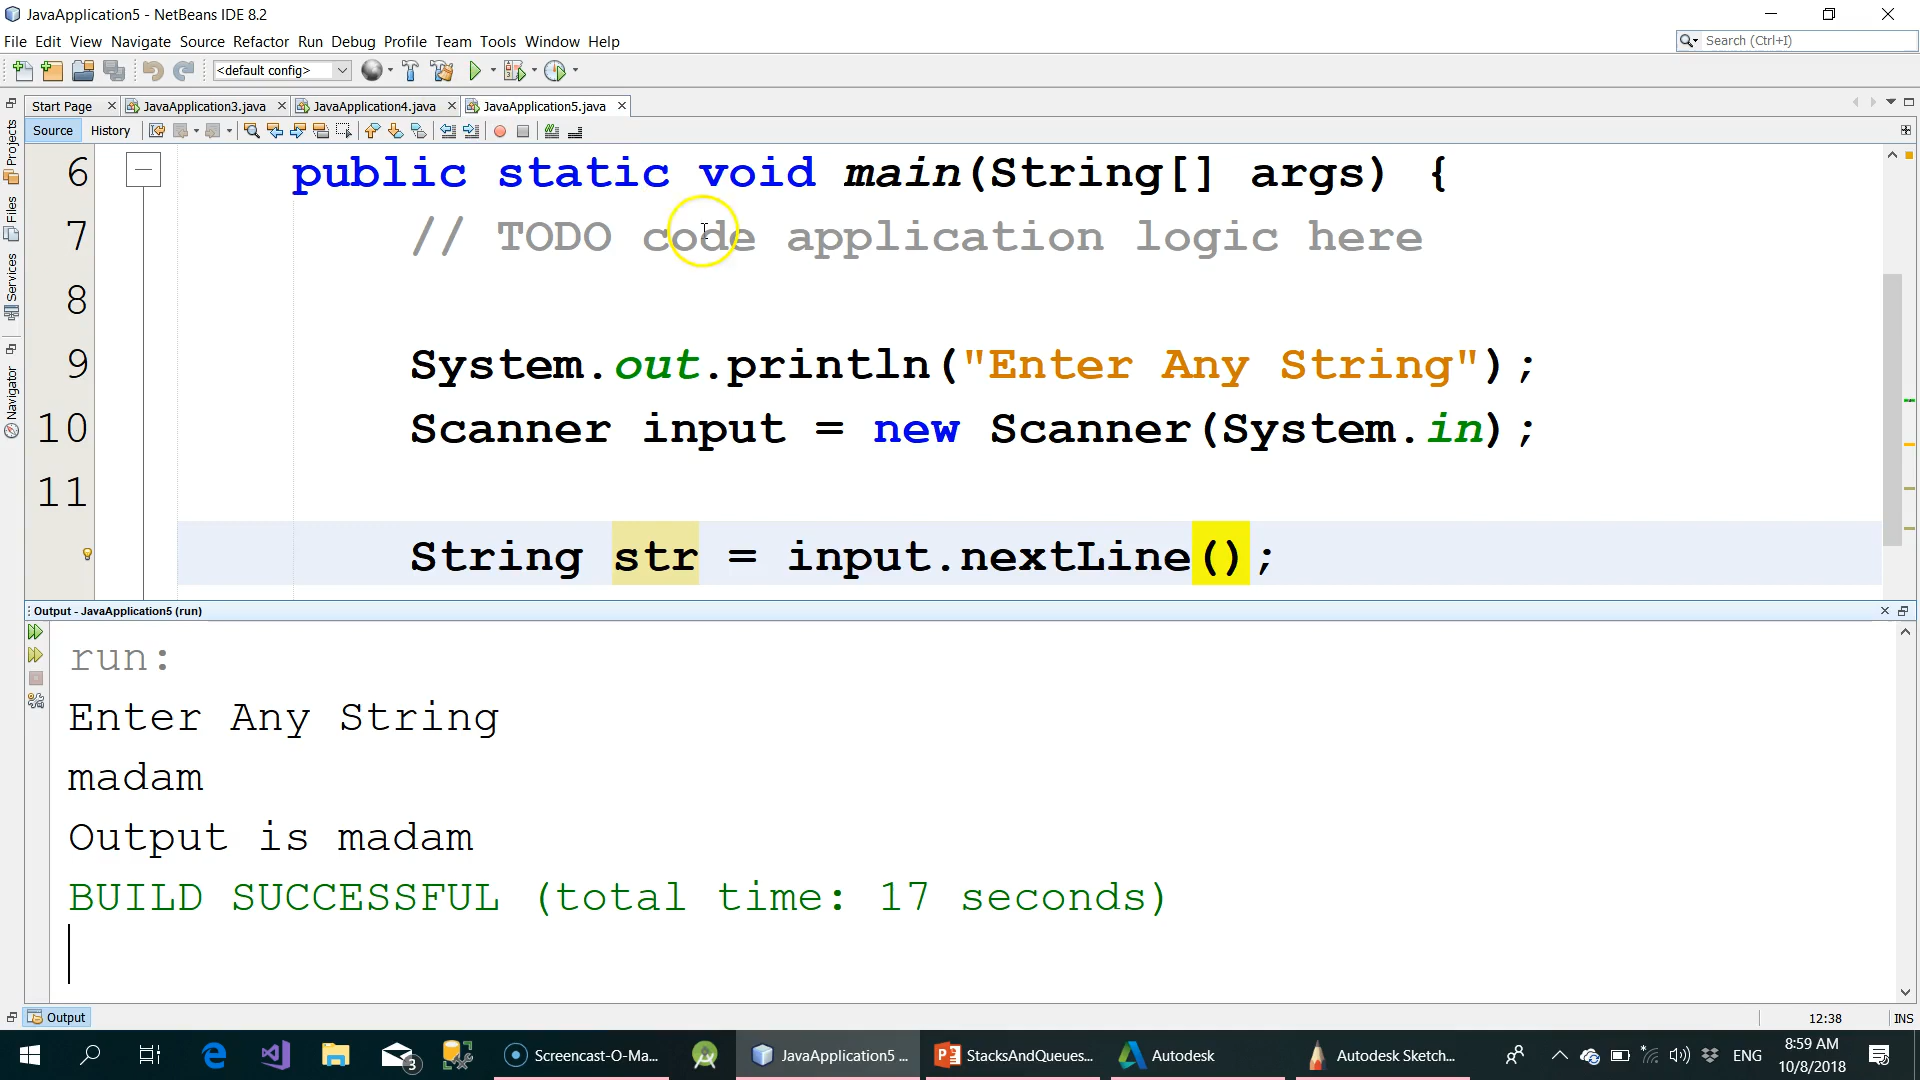 JavaApplication5 - NetBeans IDE 8.2
File Edit View Navigate Source Refactor Run Debug Profile Team Tools Window Help
Search (Ctrl+I)
<default config>
Start Page JavaApplication3.java JavaApplication4.java JavaApplication5.java
Source History
Projects
Files
Services
Navigator
6 public static void main(String[] args) {
7 // TODO code application logic here
8
9 System.out.println("Enter Any String");
10 Scanner input = new Scanner(System.in);
11
String str = input.nextLine();
Output - JavaApplication5 (run)
run:
Enter Any String
madam
Output is madam
BUILD SUCCESSFUL (total time: 17 seconds)
Output
12:38 INS
3 Screencast-O-Ma... JavaApplication5 ... StacksAndQueues... Autodesk Autodesk Sketch... ENG
8:59 AM
10/8/2018